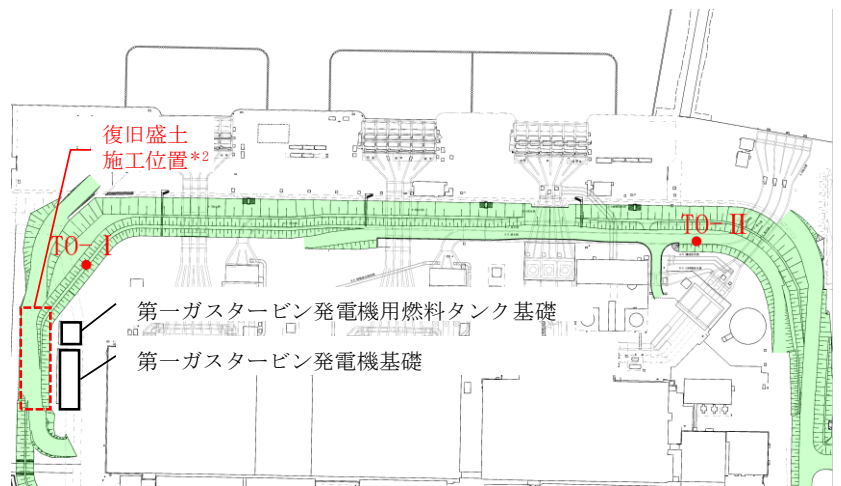 復旧盛土
施工位置*2
TO-Ⅰ
TO-Ⅱ
第一ガスタービン発電機用燃料タンク基礎
第一ガスタービン発電機基礎